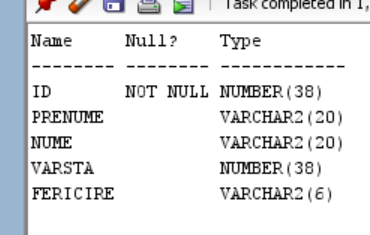 Task completed in 1,
Name     Null?    Type
-------- -------- ------------
ID       NOT NULL NUMBER(38)
PRENUME           VARCHAR2(20)
NUME              VARCHAR2(20)
VARSTA            NUMBER(38)
FERICIRE          VARCHAR2(6)